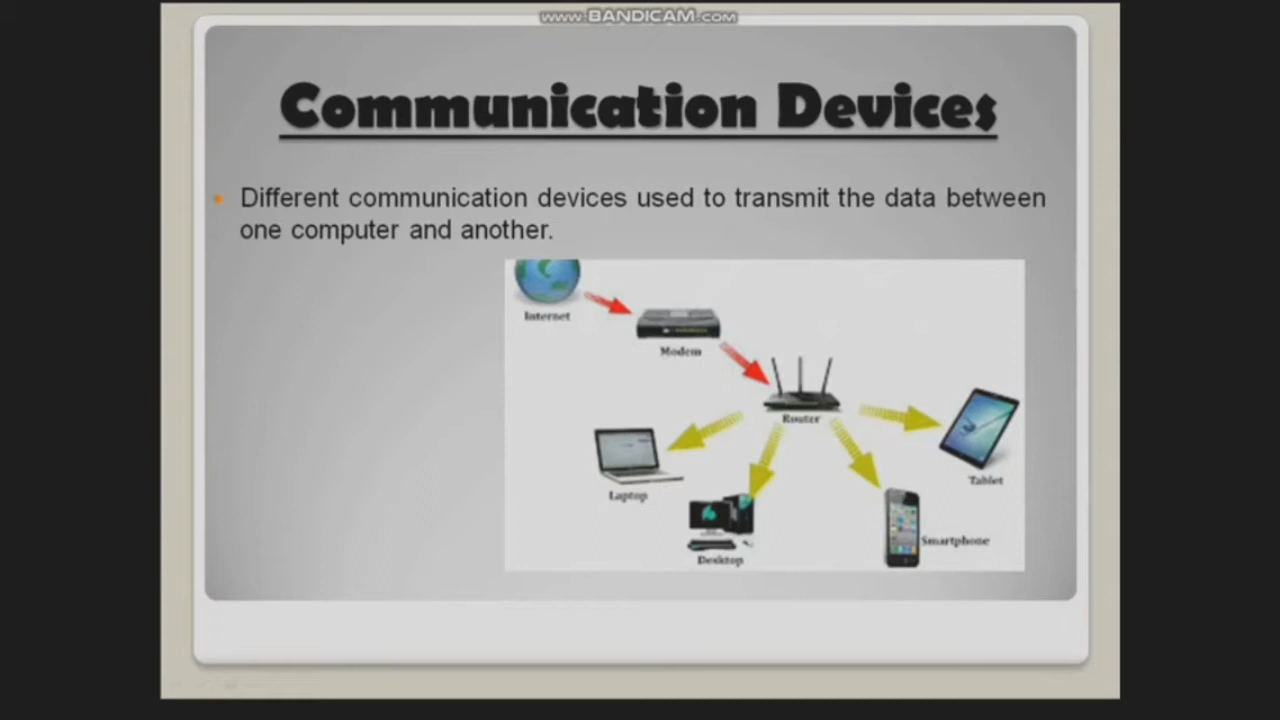 www.BANDICAM.com
Communication Devices
Different communication devices used to transmit the data between
one computer and another.
Internet
Modem
Router
Laptop
Tablet
Desktop
Smartphone